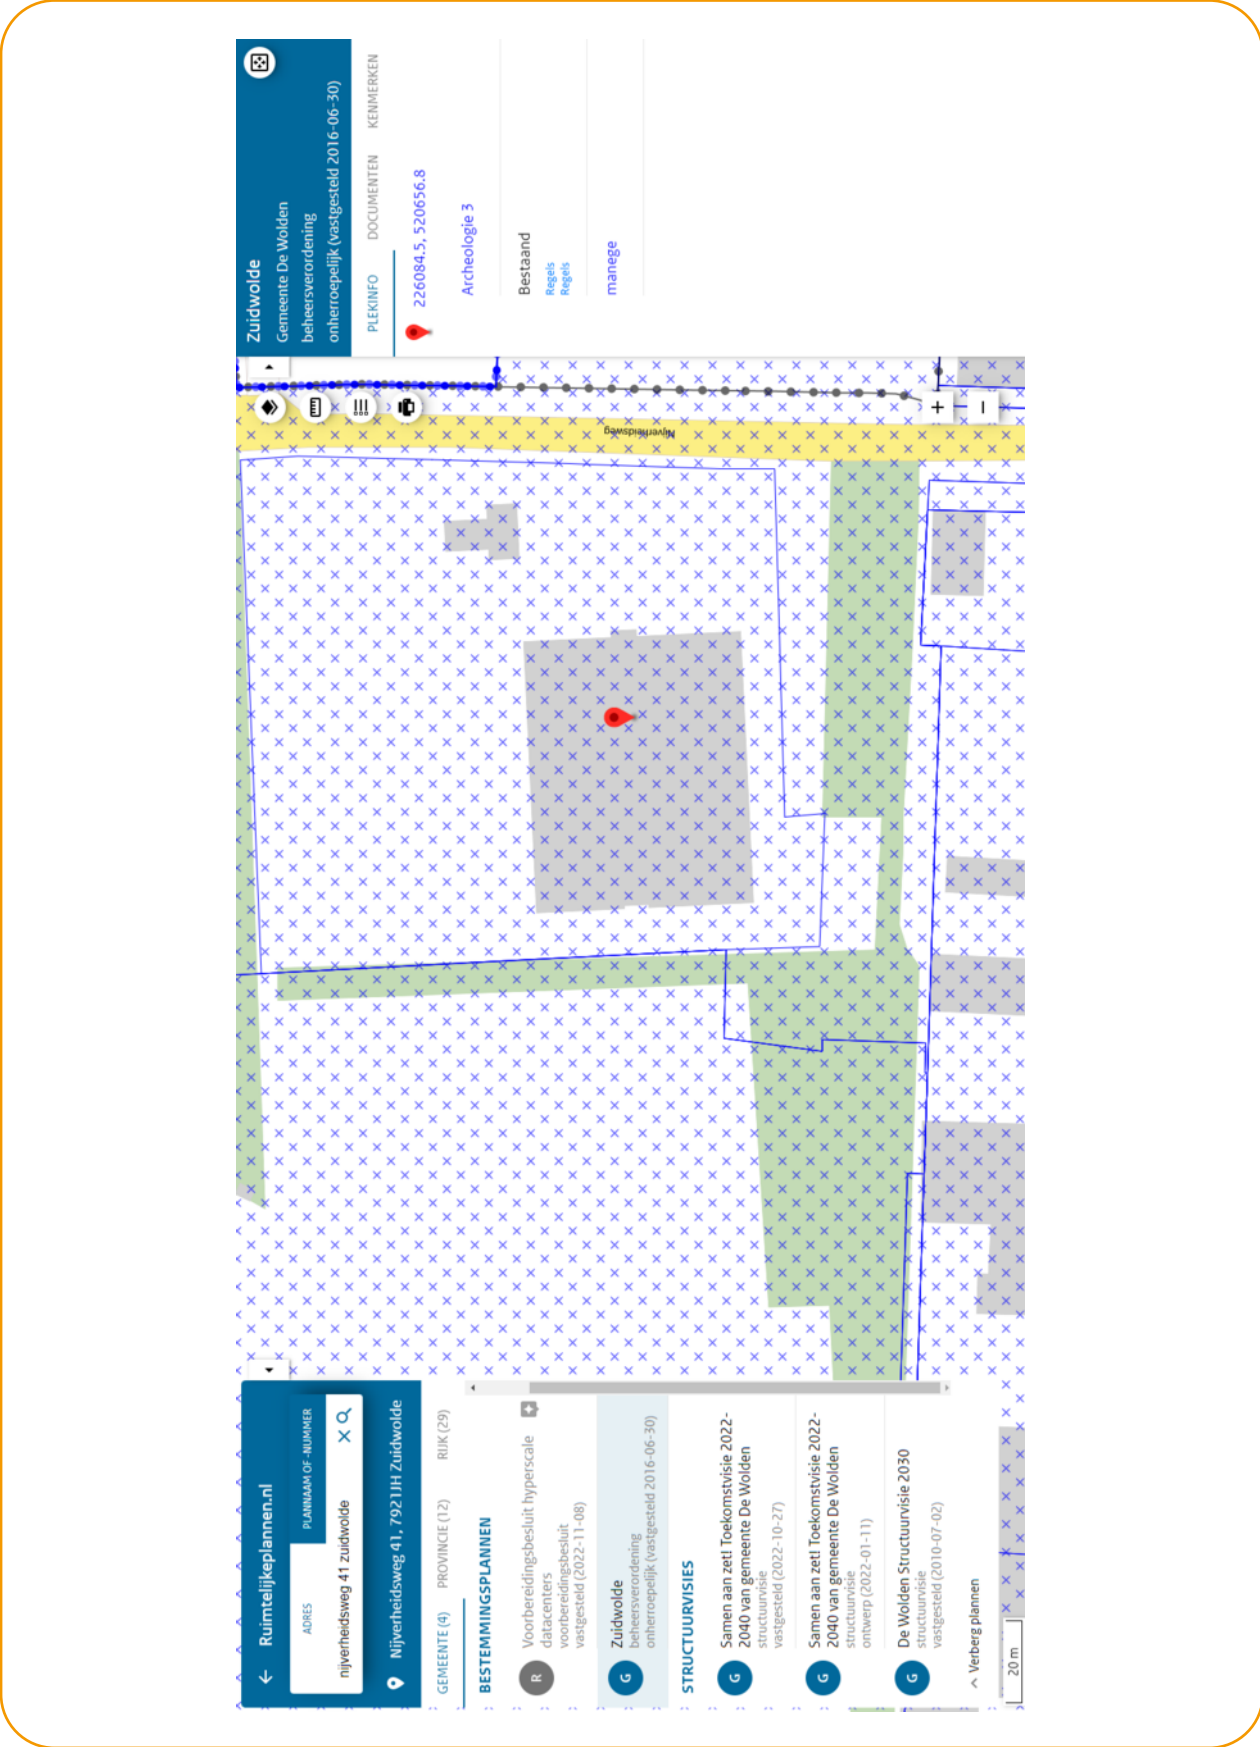 Ruimtelijkeplannen.nl
ADRES
PLANNAAM OF -NUMMER
nijverheidsweg 41 zuidwolde
Nijverheidsweg 41, 7921JH Zuidwolde
GEMEENTE (4)
PROVINCIE (12)
RIJK (29)
BESTEMMINGSPLANNEN
R
Voorbereidingsbesluit hyperscale
datacenters
voorbereidingsbesluit
vastgesteld (2022-11-08)
G
Zuidwolde
beheersverordening
onherroepelijk (vastgesteld 2016-06-30)
STRUCTUURVISIES
G
Samen aan zet! Toekomstvisie 2022-
2040 van gemeente De Wolden
structuurvisie
vastgesteld (2022-10-27)
G
Samen aan zet! Toekomstvisie 2022-
2040 van gemeente De Wolden
structuurvisie
ontwerp (2022-01-11)
G
De Wolden Structuurvisie 2030
structuurvisie
vastgesteld (2010-07-02)
Verberg plannen
20 m
Nijverheidsweg
+
−
Zuidwolde
Gemeente De Wolden
beheersverordening
onherroepelijk (vastgesteld 2016-06-30)
PLEKINFO
DOCUMENTEN
KENMERKEN
226084.5, 520656.8
Archeologie 3
Bestaand
Regels
Regels
manege